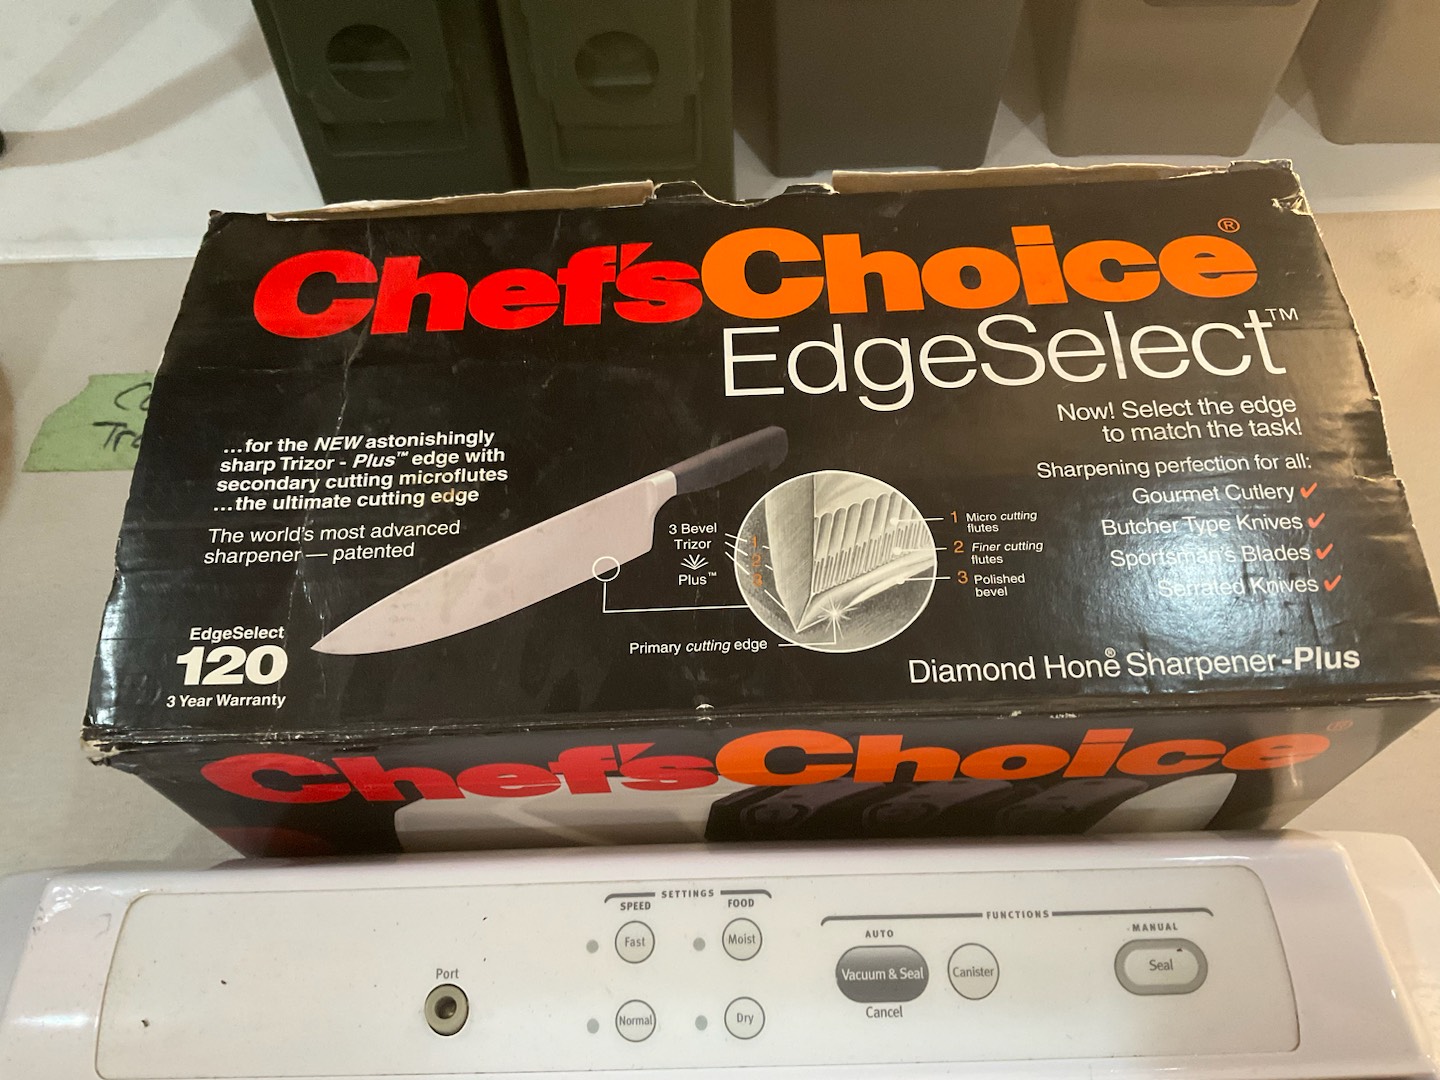 Chef'sChoice®
EdgeSelect™
Now! Select the edge
to match the task!
Sharpening perfection for all:
Gourmet Cutlery ✓
Butcher Type Knives ✓
Sportsman's Blades ✓
Serrated Knives ✓
...for the NEW astonishingly
sharp Trizor - Plus™ edge with
secondary cutting microflutes
...the ultimate cutting edge
The world's most advanced
sharpener — patented
3 Bevel
Trizor
Plus™
1
2
3
1 Micro cutting
flutes
2 Finer cutting
flutes
3 Polished
bevel
Primary cutting edge
EdgeSelect
120
3 Year Warranty
Diamond Hone® Sharpener-Plus
Chef'sChoice®
SETTINGS
SPEED
FOOD
Fast
Moist
Normal
Dry
Port
FUNCTIONS
AUTO
MANUAL
Vacuum & Seal
Canister
Seal
Cancel